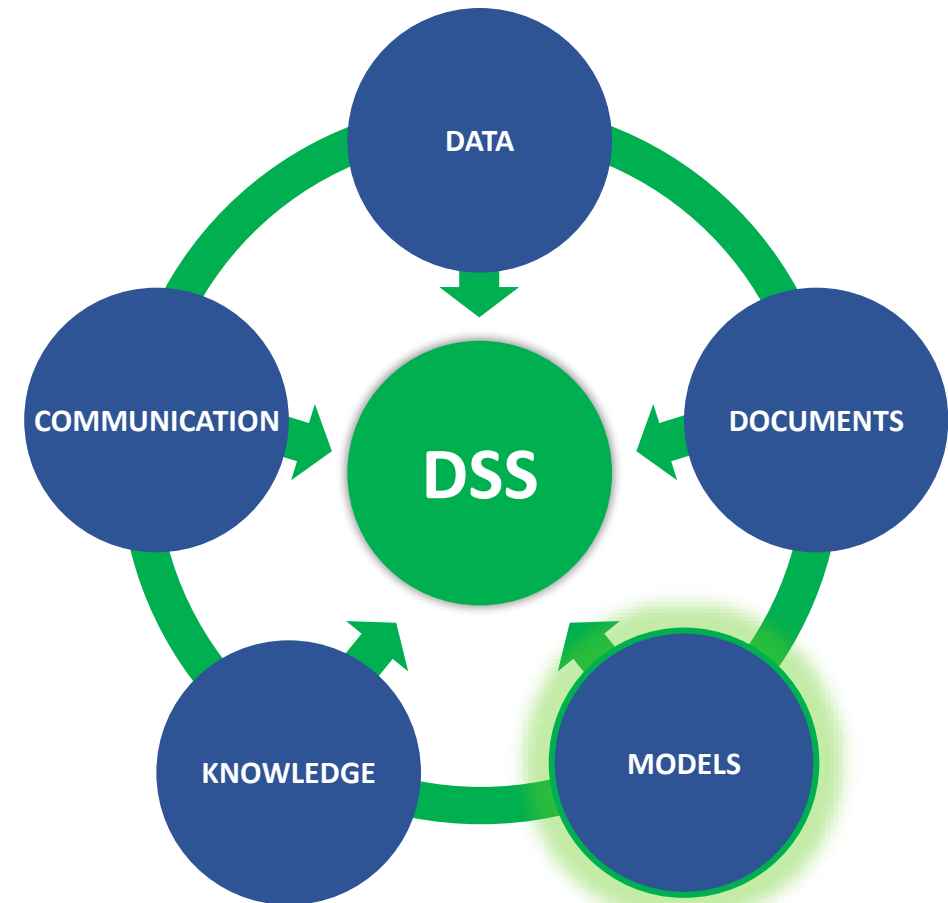 DATA
COMMUNICATION
DOCUMENTS
DSS
KNOWLEDGE
MODELS